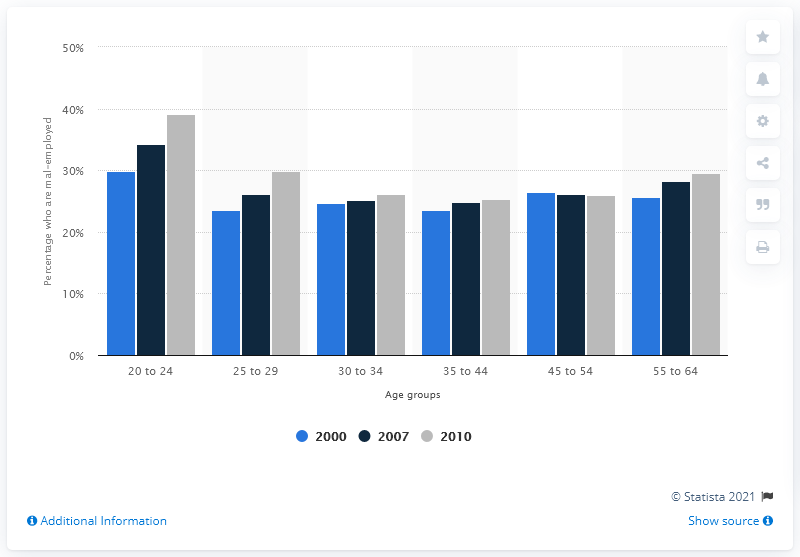 50%
40%
30%
20%
10%
0%
Percentage who are mal-employed
20 to 24 25 to 29 30 to 34 35 to 44 45 to 54 55 to 64
Age groups
2000 2007 2010
© Statista 2021
Additional Information Show source